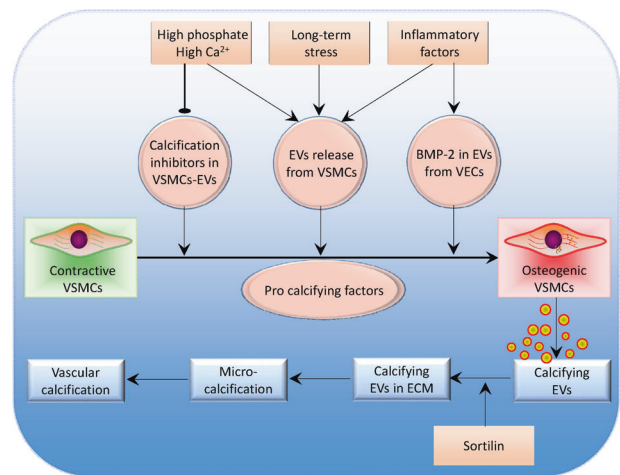 High phosphate
High Ca²⁺
Long-term
stress
Inflammatory
factors
Calcification
inhibitors in
VSMCs-EVs
EVs release
from VSMCs
BMP-2 in EVs
from VECs
Contractive
VSMCs
Pro calcifying factors
Osteogenic
VSMCs
Vascular
calcification
Micro-
calcification
Calcifying
EVs in ECM
Calcifying
EVs
Sortilin